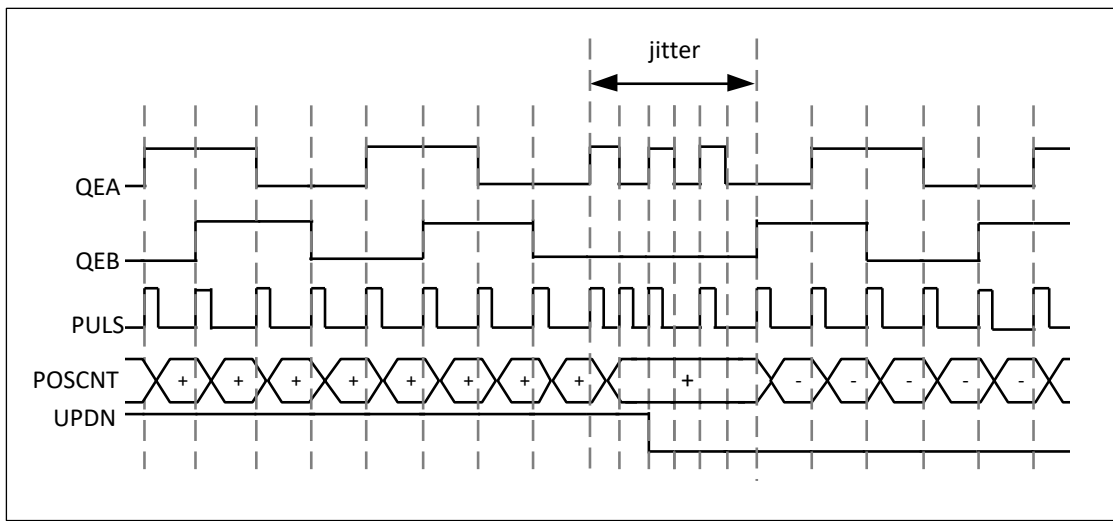 jitter
QEA
QEB
PULS
POSCNT + + + + + + + + + - - - - -
UPDN